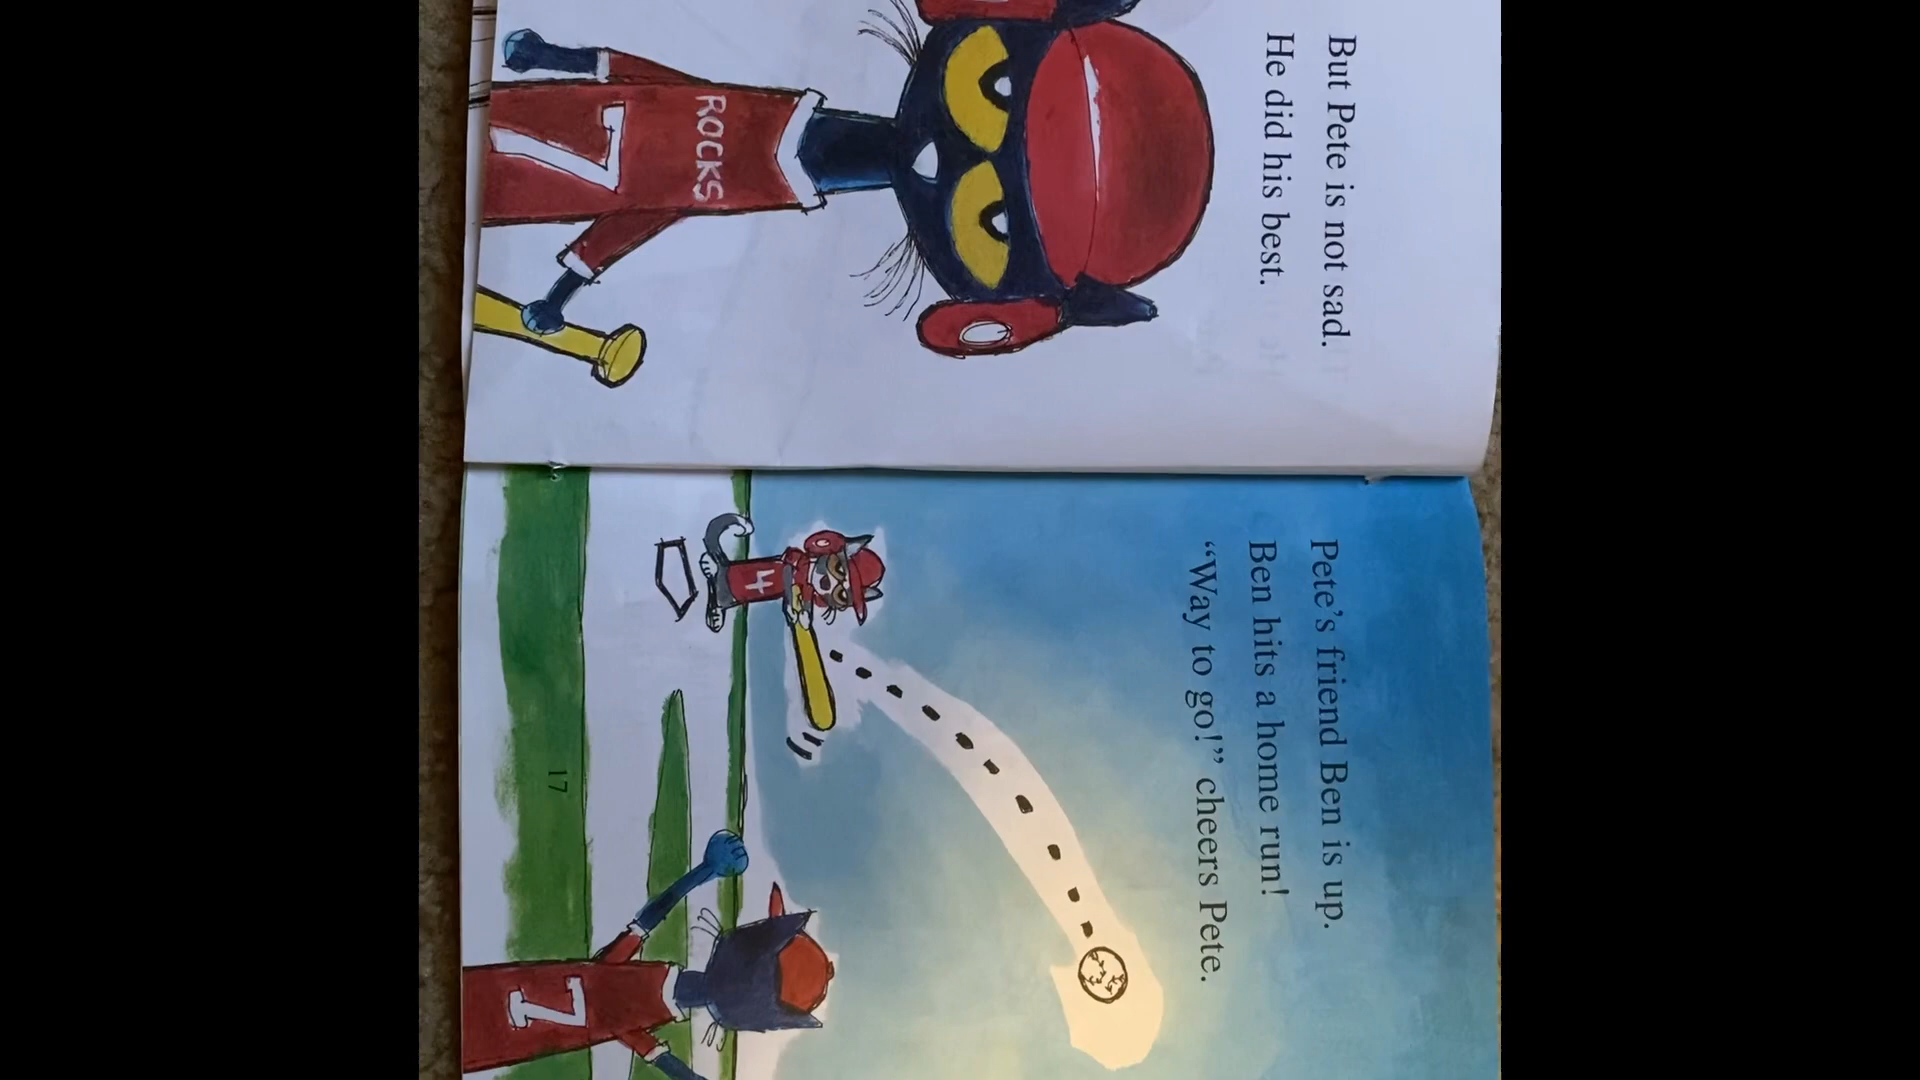 But Pete is not sad.
He did his best.
ROCKS
7
Pete's friend Ben is up.
Ben hits a home run!
“Way to go!” cheers Pete.
4
17
7